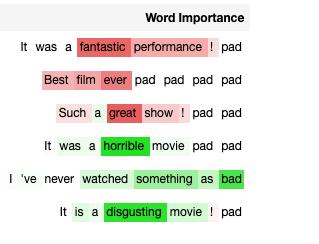 Word Importance
It was a fantastic performance ! pad
Best film ever pad pad pad pad
Such a great show ! pad pad
It was a horrible movie pad pad
I 've never watched something as bad
It is a disgusting movie ! pad